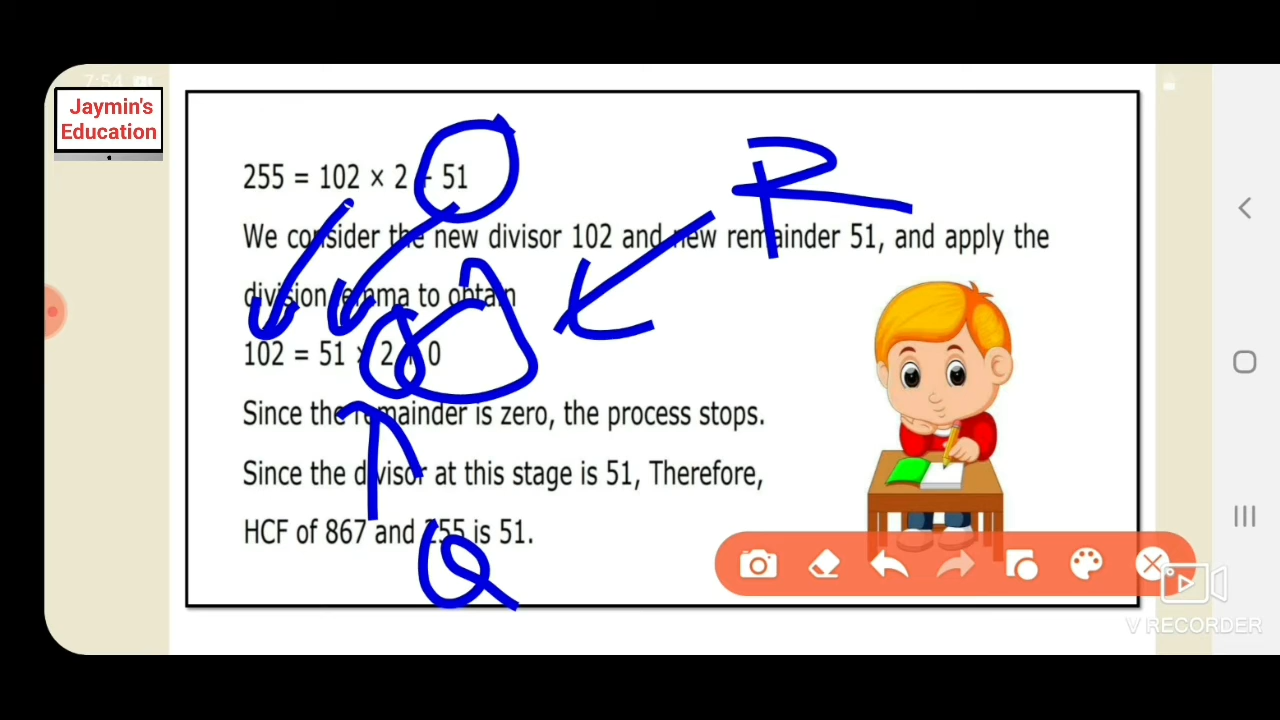 7:54
Jaymin's
Education
255 = 102 × 2 + 51
R
We consider the new divisor 102 and new remainder 51, and apply the
division lemma to obtain
102 = 51 × 2 + 0
Since the remainder is zero, the process stops.
Since the divisor at this stage is 51, Therefore,
HCF of 867 and 255 is 51.
Q
V RECORDER